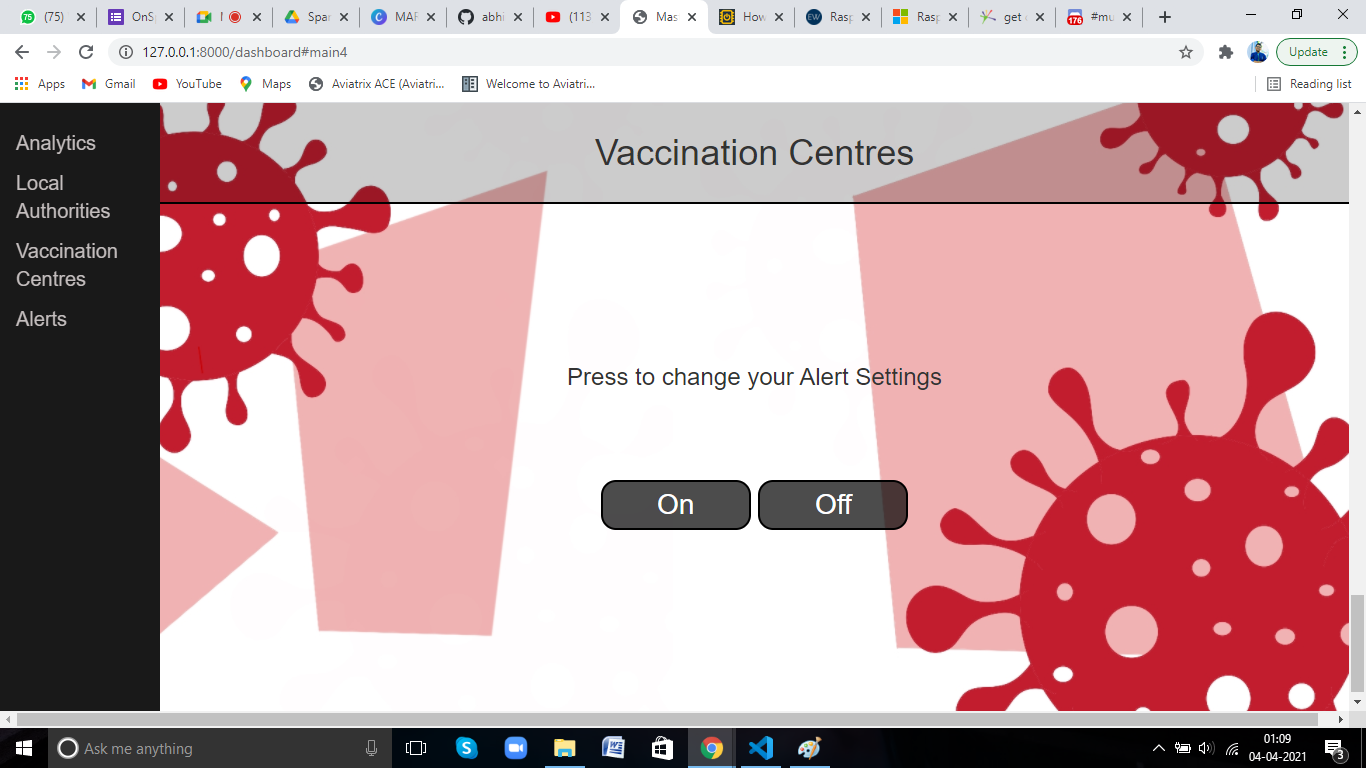 75
(75)
OnS
N
Spar
MAF
abhi
(113
Mas
How
EW
Rasp
Rasp
get
176
#mu
127.0.0.1:8000/dashboard#main4
Update
Apps
Gmail
YouTube
Maps
Aviatrix ACE (Aviatri...
Welcome to Aviatri...
Reading list
Analytics
Local
Authorities
Vaccination
Centres
Alerts
Vaccination Centres
Press to change your Alert Settings
On
Off
Ask me anything
01:09
04-04-2021
3